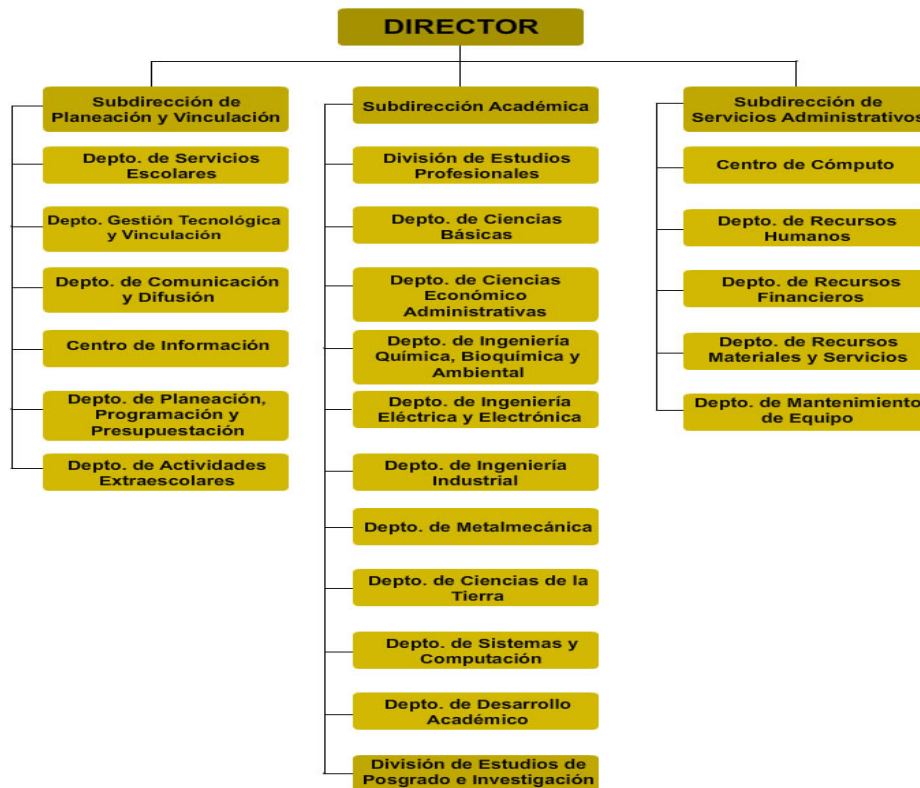 DIRECTOR
Subdirección de
Planeación y Vinculación
Depto. de Servicios
Escolares
Depto. Gestión Tecnológica
y Vinculación
Depto. de Comunicación
y Difusión
Centro de Información
Depto. de Planeación,
Programación y
Presupuestación
Depto. de Actividades
Extraescolares
Subdirección Académica
División de Estudios
Profesionales
Depto. de Ciencias
Básicas
Depto. de Ciencias
Económico
Administrativas
Depto. de Ingeniería
Química, Bioquímica y
Ambiental
Depto. de Ingeniería
Eléctrica y Electrónica
Depto. de Ingeniería
Industrial
Depto. de Metalmecánica
Depto. de Ciencias de la
Tierra
Depto. de Sistemas y
Computación
Depto. de Desarrollo
Académico
División de Estudios de
Posgrado e Investigación
Subdirección de
Servicios Administrativos
Centro de Cómputo
Depto. de Recursos
Humanos
Depto. de Recursos
Financieros
Depto. de Recursos
Materiales y Servicios
Depto. de Mantenimiento
de Equipo